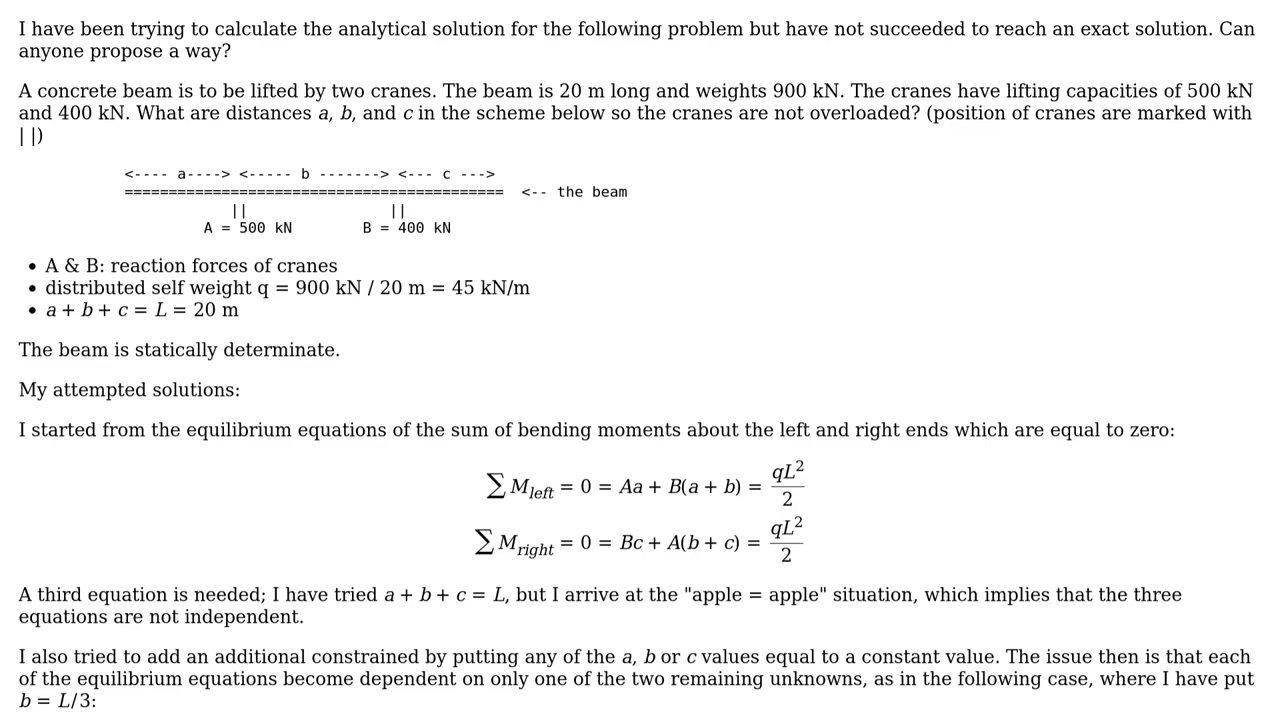 I have been trying to calculate the analytical solution for the following problem but have not succeeded to reach an exact solution. Can
anyone propose a way?
A concrete beam is to be lifted by two cranes. The beam is 20 m long and weights 900 kN. The cranes have lifting capacities of 500 kN
and 400 kN. What are distances a, b, and c in the scheme below so the cranes are not overloaded? (position of cranes are marked with
| |)
<---- a----> <----- b -------> <--- c --->
=========================================== <-- the beam
|| ||
A = 500 kN B = 400 kN
• A & B: reaction forces of cranes
• distributed self weight q = 900 kN / 20 m = 45 kN/m
• a + b + c = L = 20 m
The beam is statically determinate.
My attempted solutions:
I started from the equilibrium equations of the sum of bending moments about the left and right ends which are equal to zero:
∑ M_left = 0 = Aa + B(a + b) = qL²/2
∑ M_right = 0 = Bc + A(b + c) = qL²/2
A third equation is needed; I have tried a + b + c = L, but I arrive at the "apple = apple" situation, which implies that the three
equations are not independent.
I also tried to add an additional constrained by putting any of the a, b or c values equal to a constant value. The issue then is that each
of the equilibrium equations become dependent on only one of the two remaining unknowns, as in the following case, where I have put
b = L/3: